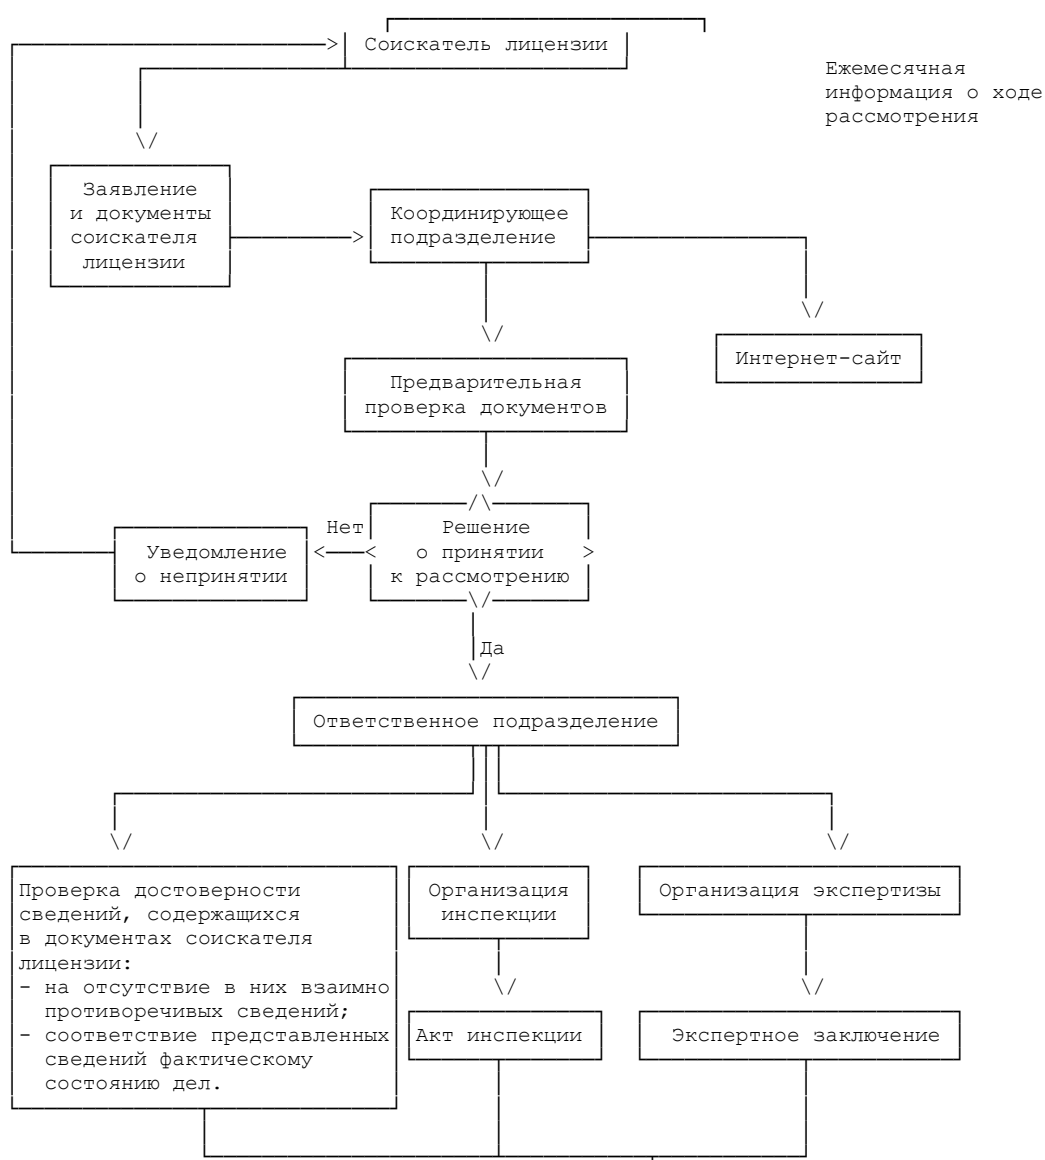 Соискатель лицензии
Ежемесячная
информация о ходе
рассмотрения
Заявление
и документы
соискателя
лицензии
Координирующее
подразделение
Интернет-сайт
Предварительная
проверка документов
Нет
Решение
о принятии
к рассмотрению
Уведомление
о непринятии
Да
Ответственное подразделение
Проверка достоверности
сведений, содержащихся
в документах соискателя
лицензии:
- на отсутствие в них взаимно
противоречивых сведений;
- соответствие представленных
сведений фактическому
состоянию дел.
Организация
инспекции
Организация экспертизы
Акт инспекции
Экспертное заключение